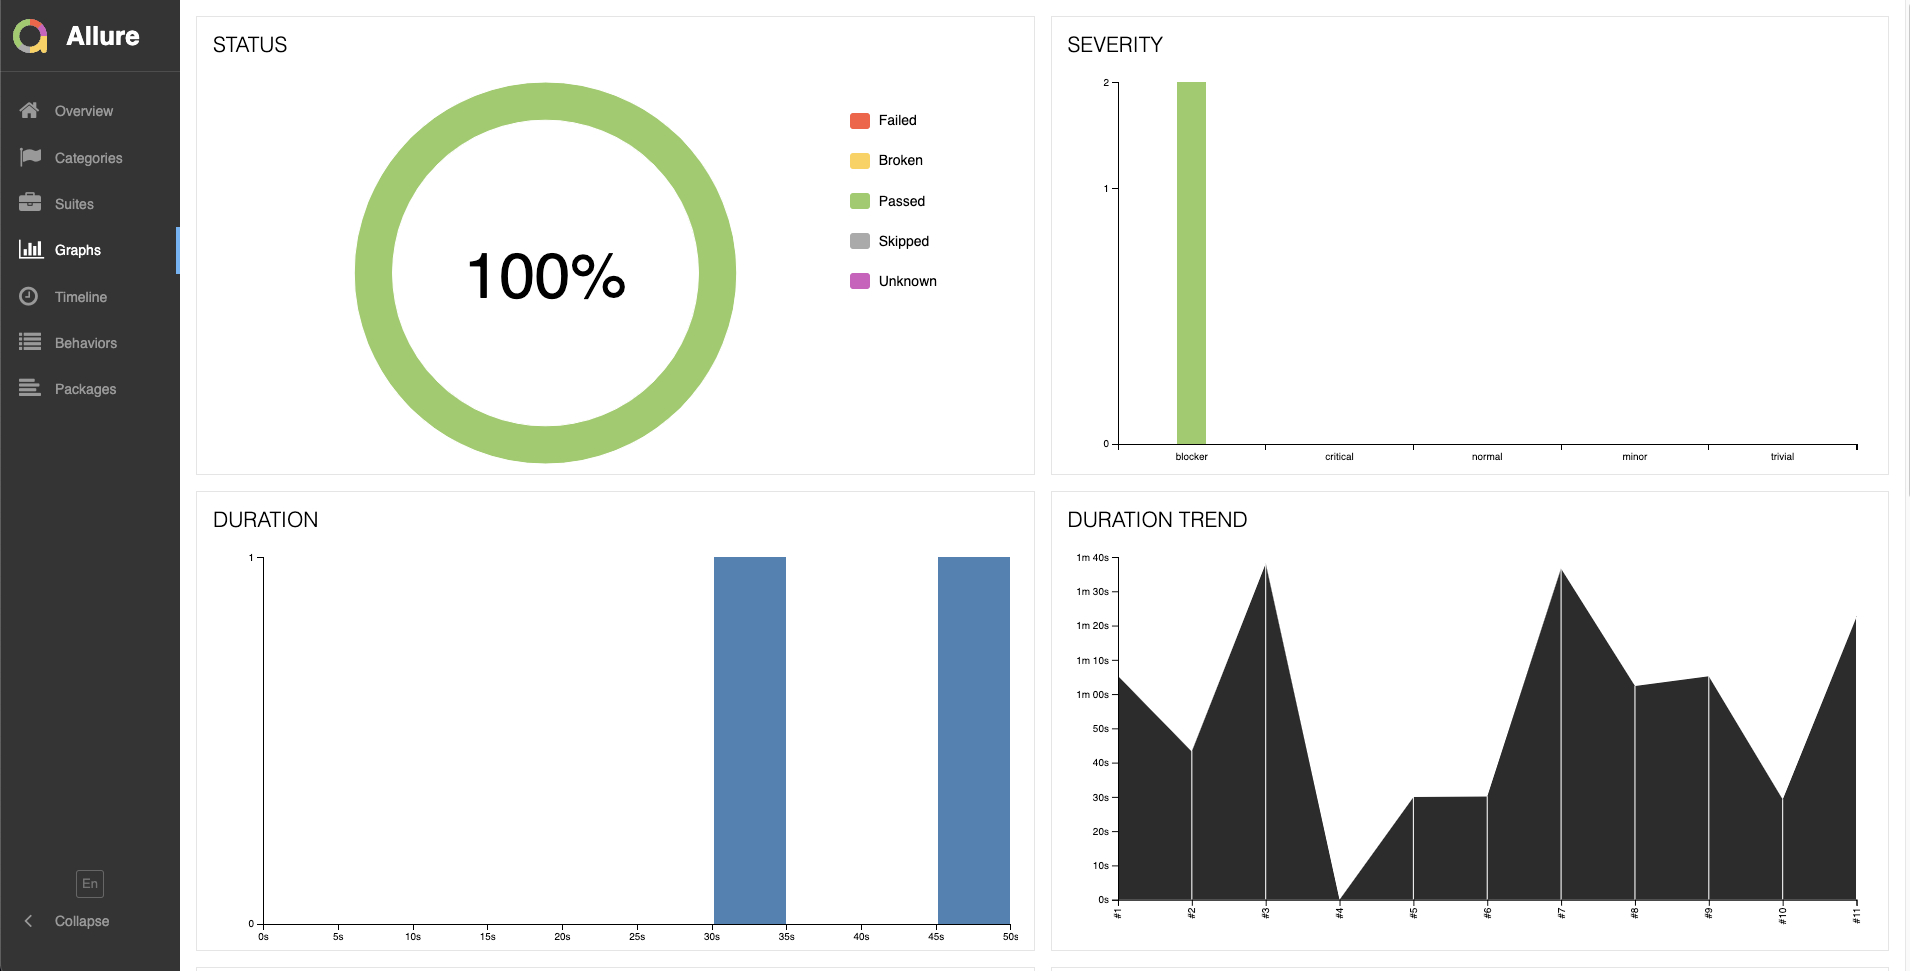 Allure
Overview
Categories
Suites
Graphs
Timeline
Behaviors
Packages
En
Collapse
STATUS
100%
Failed
Broken
Passed
Skipped
Unknown
SEVERITY
2
1
0
blocker critical normal minor trivial
DURATION
1
0
0s 5s 10s 15s 20s 25s 30s 35s 40s 45s 50s
DURATION TREND
1m 40s
1m 30s
1m 20s
1m 10s
1m 00s
50s
40s
30s
20s
10s
0s
#1 #2 #3 #4 #5 #6 #7 #8 #9 #10 #11